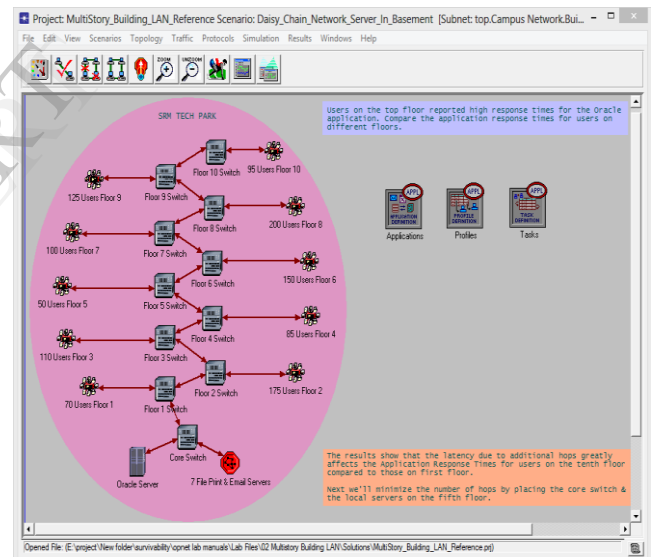 Project: MultiStory_Building_LAN_Reference Scenario: Daisy_Chain_Network_Server_In_Basement [Subnet: top.Campus Network.Bui...
File Edit View Scenarios Topology Traffic Protocols Simulation Results Windows Help
ZOOM
UNZOOM
Users on the top floor reported high response times for the Oracle
application. Compare the application response times for users on
different floors.
SRM TECH PARK
Floor 10 Switch
95 Users Floor 10
125 Users Floor 9
Floor 9 Switch
Floor 8 Switch
200 Users Floor 8
APPL
APPLICATION
DEFINITION
APPL
PROFILE
DEFINITION
APPL
TASK
DEFINITION
Applications
Profiles
Tasks
100 Users Floor 7
Floor 7 Switch
Floor 6 Switch
150 Users Floor 6
50 Users Floor 5
Floor 5 Switch
Floor 4 Switch
85 Users Floor 4
110 Users Floor 3
Floor 3 Switch
Floor 2 Switch
175 Users Floor 2
70 Users Floor 1
Floor 1 Switch
Core Switch
Oracle Server
7 File Print & Email Servers
The results show that the latency due to additional hops greatly
affects the Application Response Times for users on the tenth floor
compared to those on first floor.
Next we'll minimize the number of hops by placing the core switch &
the local servers on the fifth floor.
Opened File: (E:\project\New folder\survivability\opnet lab manuals\Lab Files\02 Multistory Building LAN\Solutions\MultiStory_Building_LAN_Reference.prj)